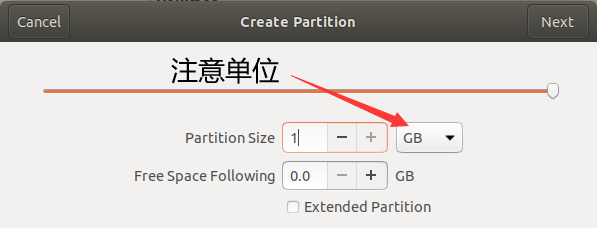 Cancel Create Partition Next
注意单位
Partition Size 1 − + GB
Free Space Following 0.0 − + GB
Extended Partition